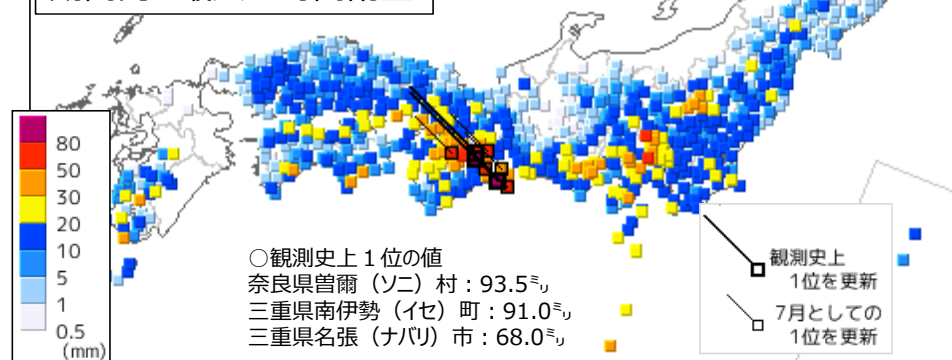 80
50
30
20
10
5
1
0.5
(mm)
○観測史上１位の値
奈良県曽爾（ソニ）村：93.5㍉
三重県南伊勢（イセ）町：91.0㍉
三重県名張（ナバリ）市：68.0㍉
観測史上
1位を更新
7月としての
1位を更新